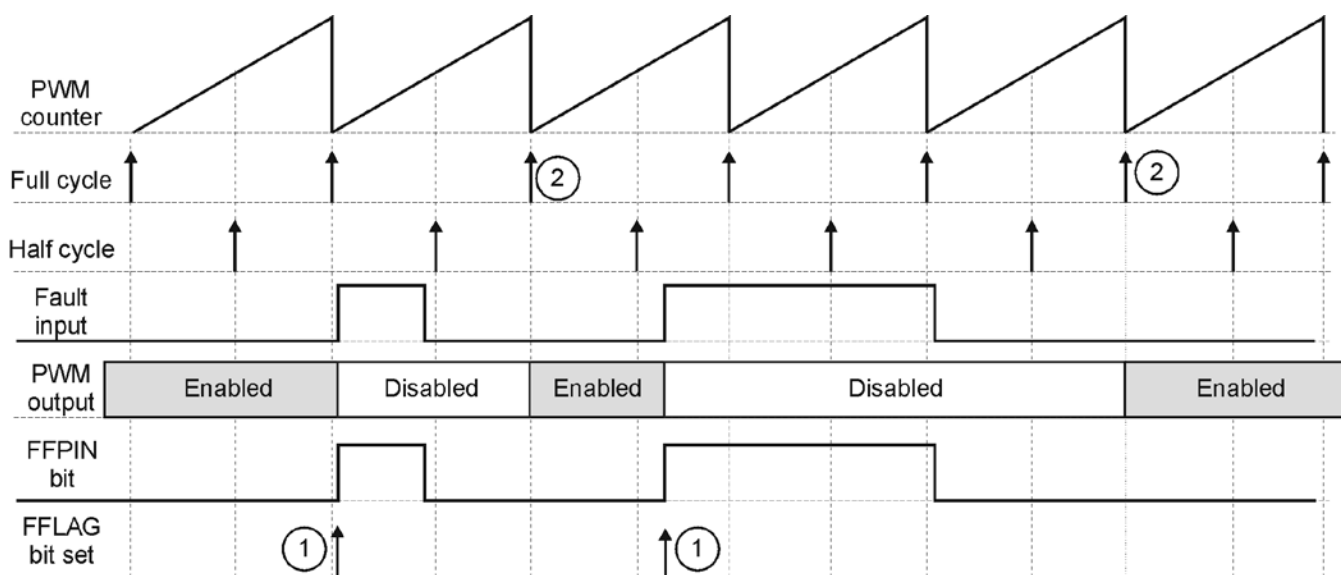 PWM
counter
Full cycle
2
2
Half cycle
Fault
input
PWM
output
Enabled
Disabled
Enabled
Disabled
Enabled
FFPIN
bit
FFLAG
bit set
1
1